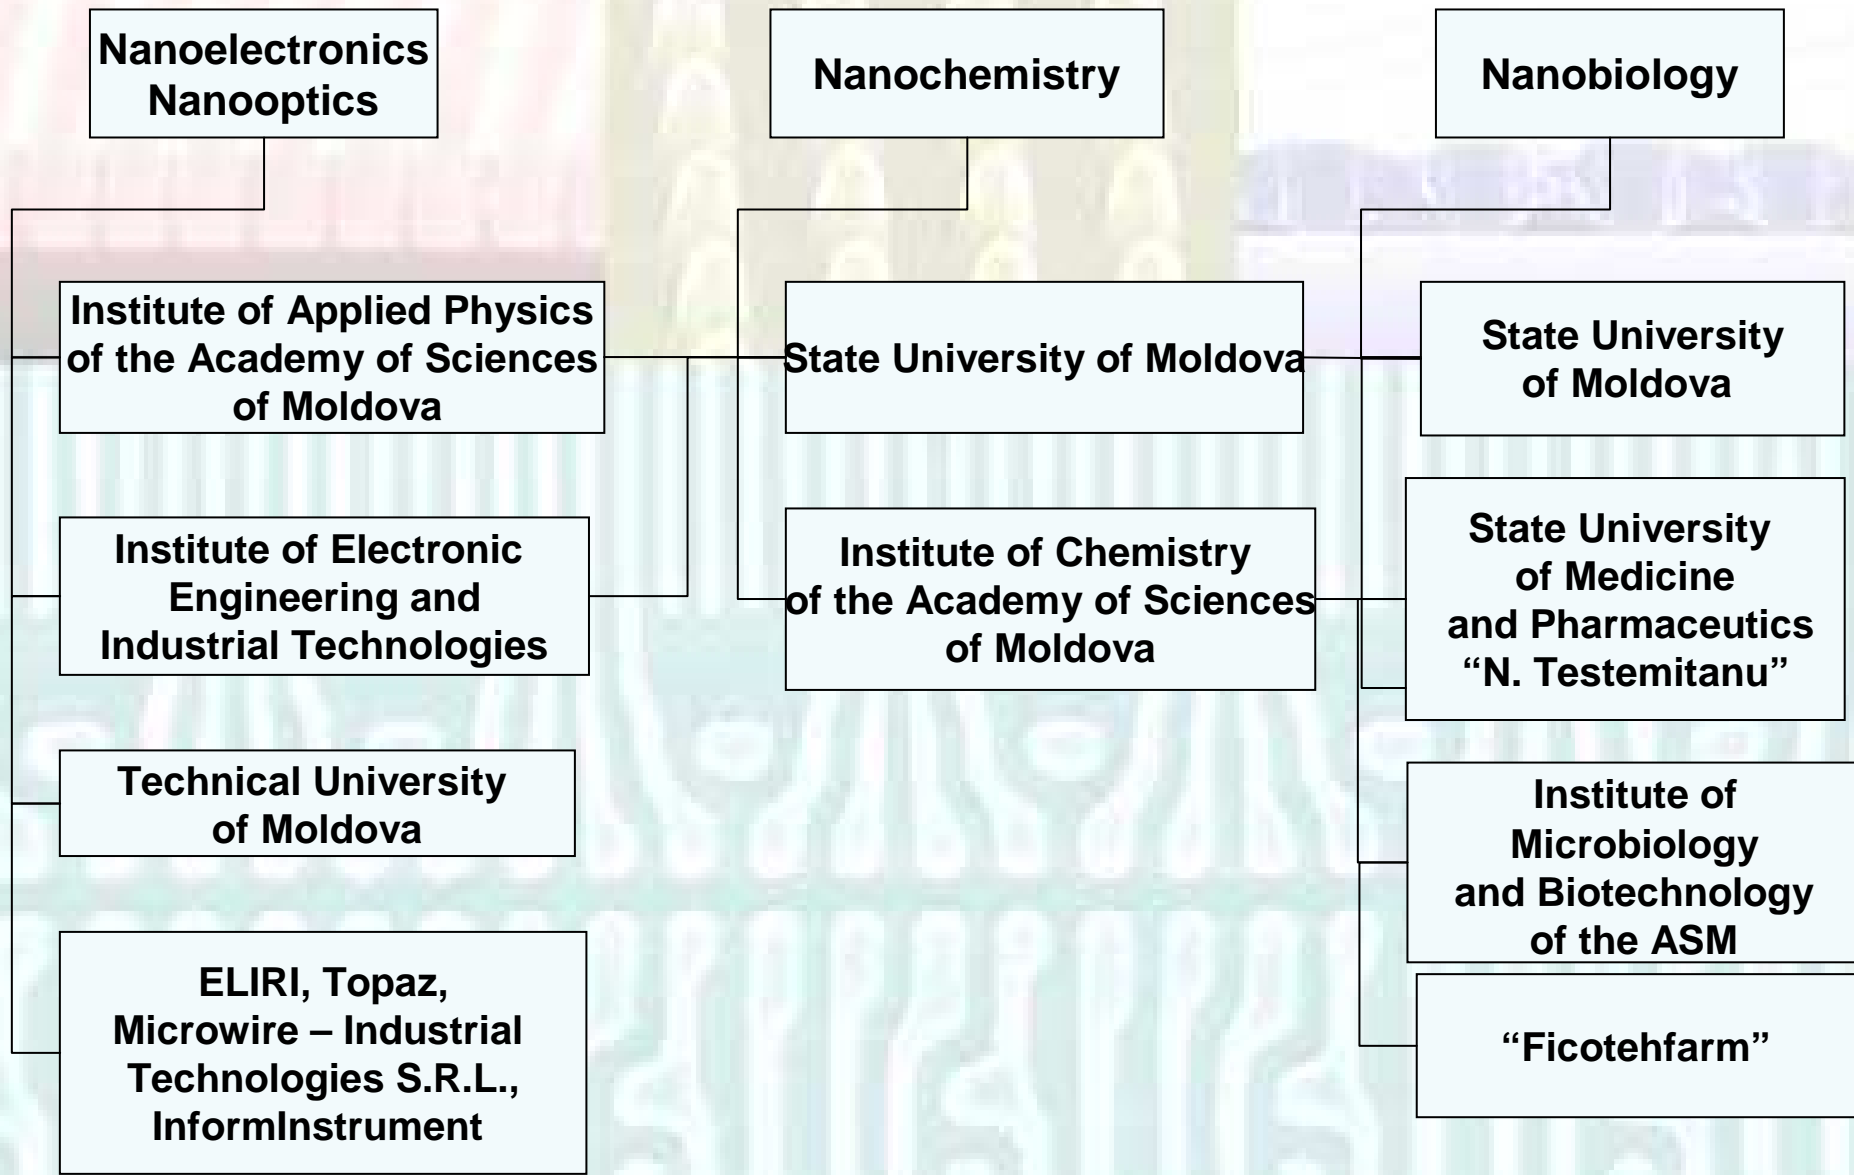 Nanoelectronics
Nanooptics
Nanochemistry
Nanobiology
Institute of Applied Physics
of the Academy of Sciences
of Moldova
Institute of Electronic
Engineering and
Industrial Technologies
Technical University
of Moldova
ELIRI, Topaz,
Microwire – Industrial
Technologies S.R.L.,
InformInstrument
State University of Moldova
Institute of Chemistry
of the Academy of Sciences
of Moldova
State University
of Moldova
State University
of Medicine
and Pharmaceutics
“N. Testemitanu”
Institute of
Microbiology
and Biotechnology
of the ASM
“Ficotehfarm”